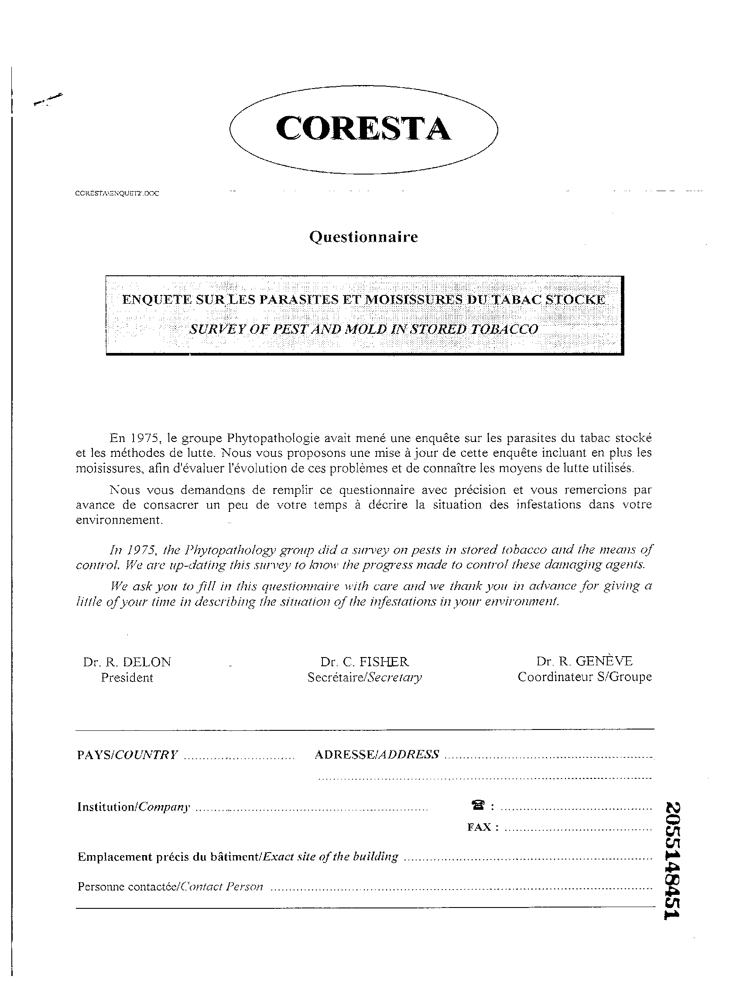 CORESTA
CORESTA\ENQUETE.DOC
Questionnaire
ENQUETE SUR LES PARASITES ET MOISISSURES DU TABAC STOCKE
SURVEY OF PEST AND MOLD IN STORED TOBACCO
En 1975, le groupe Phytopathologie avait mené une enquête sur les parasites du tabac stocké
et les méthodes de lutte. Nous vous proposons une mise à jour de cette enquête incluant en plus les
moisissures, afin d'évaluer l'évolution de ces problèmes et de connaître les moyens de lutte utilisés.
Nous vous demandons de remplir ce questionnaire avec précision et vous remercions par
avance de consacrer un peu de votre temps à décrire la situation des infestations dans votre
environnement.
In 1975, the Phytopathology group did a survey on pests in stored tobacco and the means of
control. We are up-dating this survey to know the progress made to control these damaging agents.
We ask you to fill in this questionnaire with care and we thank you in advance for giving a
little of your time in describing the situation of the infestations in your environment.
Dr. R. DELON Dr. C. FISHER Dr. R. GENÈVE
President Secrétaire/Secretary Coordinateur S/Groupe
PAYS/COUNTRY ............................ ADRESSE/ADDRESS ......................................................
......................................................................................
Institution/Company ............................................................ ☎ : .......................................
FAX : ......................................
Emplacement précis du bâtiment/Exact site of the building ................................................................
Personne contactée/Contact Person ..................................................................................................
2055148451